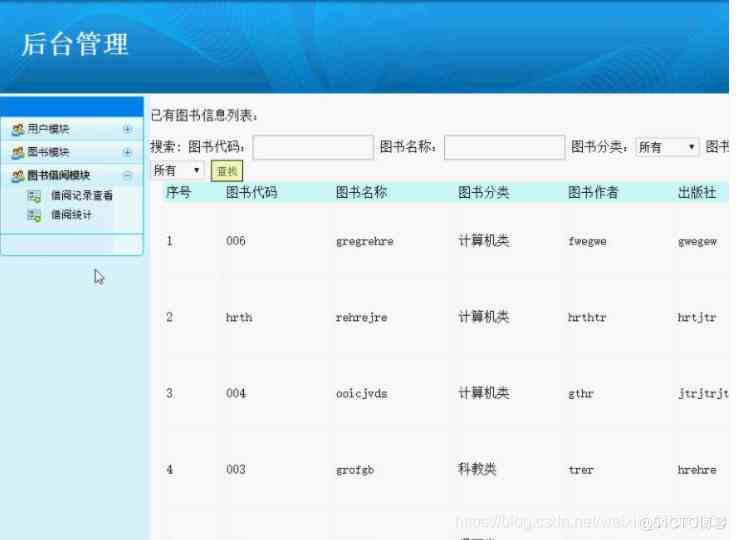 后台管理
用户模块
图书模块
图书借阅模块
借阅记录查看
借阅统计
已有图书信息列表：
搜索: 图书代码: 图书名称: 图书分类: 所有 图书
所有 查找
序号 图书代码 图书名称 图书分类 图书作者 出版社
1 006 gregrehre 计算机类 fwegwe gwegew
2 hrth rehrejre 计算机类 hrthtr hrtjtr
3 004 ooicjvds 计算机类 gthr jtrjtrjt
4 003 grofgb 科教类 trer hrehre
https://blog.csdn.net/weixi @51CTO博客